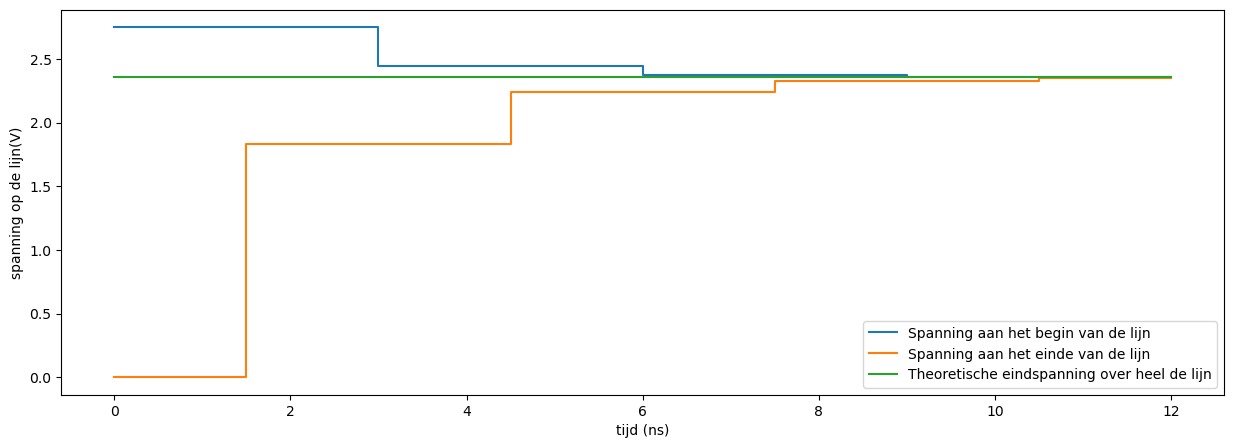 2.5
2.0
1.5
1.0
0.5
0.0
spanning op de lijn(V)
0
2
4
6
8
10
12
tijd (ns)
Spanning aan het begin van de lijn
Spanning aan het einde van de lijn
Theoretische eindspanning over heel de lijn